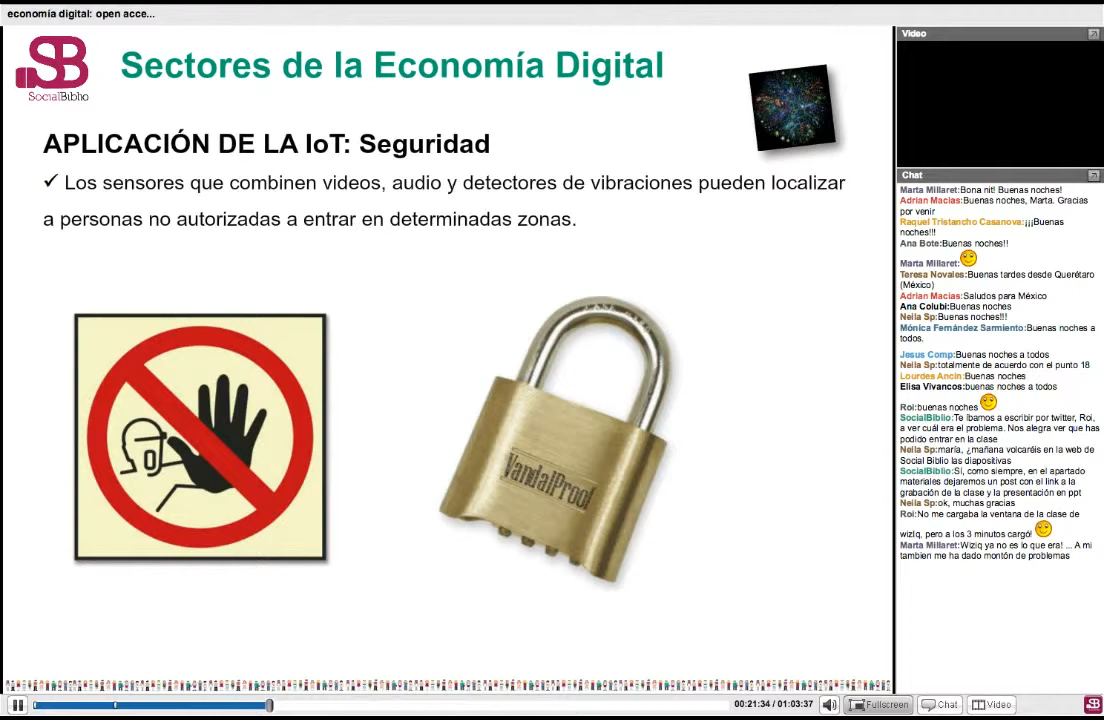 economía digital: open acce...
SB
SocialBiblio
Sectores de la Economía Digital
APLICACIÓN DE LA IoT: Seguridad
✓ Los sensores que combinen videos, audio y detectores de vibraciones pueden localizar
a personas no autorizadas a entrar en determinadas zonas.
VandalProof
Video
Chat
Marta Millaret:Bona nit! Buenas noches!
Adrian Macias:Buenas noches, Marta. Gracias
por venir
Raquel Tristancho Casanova:¡¡¡Buenas
noches!!!
Ana Bote:Buenas noches!!
Marta Millaret:
Teresa Novales:Buenas tardes desde Querétaro
(México)
Adrian Macias:Saludos para México
Ana Colubi:Buenas noches
Neila Sp:Buenas noches!!!
Mónica Fernández Sarmiento:Buenas noches a
todos.
Jesus Comp:Buenas noches a todos
Neila Sp:totalmente de acuerdo con el punto 18
Lourdes Ancin:Buenas noches
Elisa Vivancos:buenas noches a todos
Roi:buenas noches
SocialBiblio:Te íbamos a escribir por twitter, Roi,
a ver cuál era el problema. Nos alegra ver que has
podido entrar en la clase
Neila Sp:maría, ¿mañana volcaréis en la web de
Social Biblio las diapositivas
SocialBiblio:Sí, como siempre, en el apartado
materiales dejaremos un post con el link a la
grabación de la clase y la presentación en ppt
Neila Sp:ok, muchas gracias
Roi:No me cargaba la ventana de la clase de
wizIq, pero a los 3 minutos cargó!
Marta Millaret:Wiziq ya no es lo que era! ... A mi
tambien me ha dado montón de problemas
00:21:34 / 01:03:37
Fullscreen
Chat
Video
SB